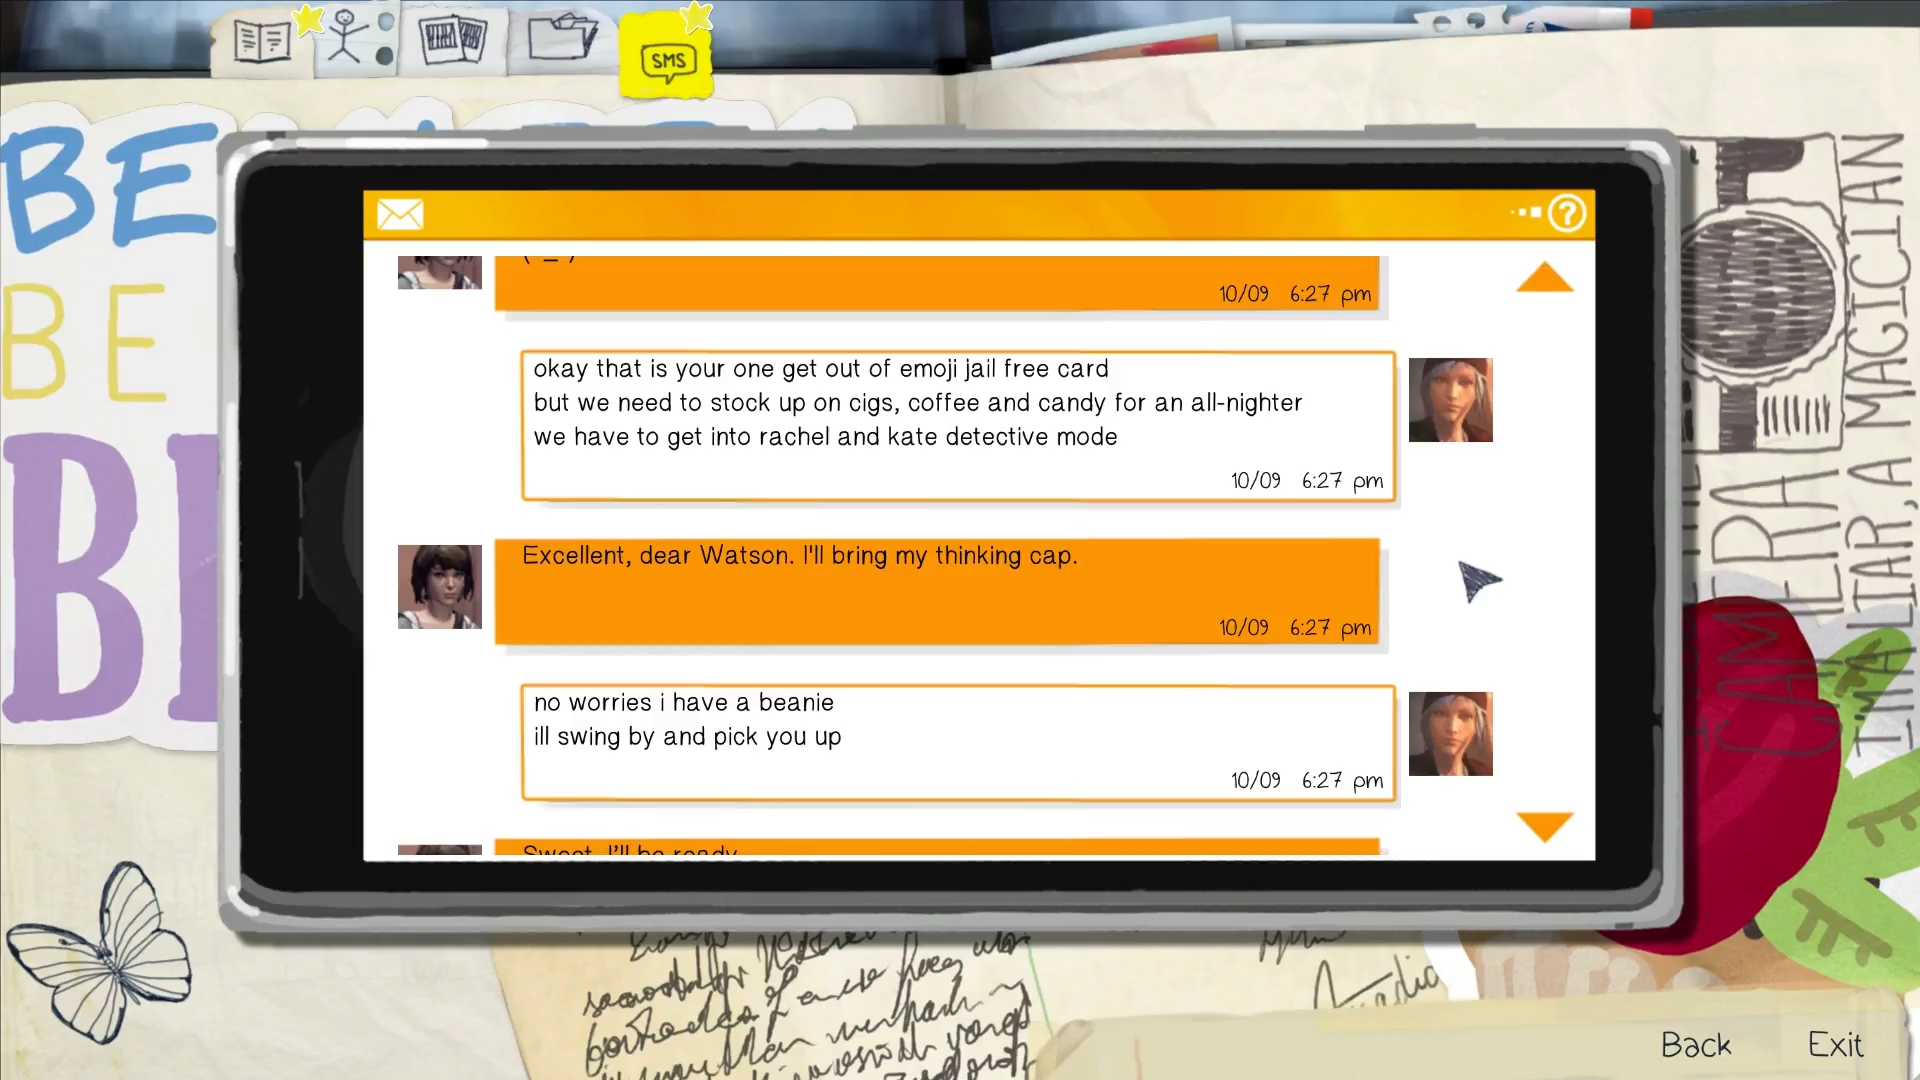 SMS
BE
BE
10/09 6:27 pm
okay that is your one get out of emoji jail free card
but we need to stock up on cigs, coffee and candy for an all-nighter
we have to get into rachel and kate detective mode
10/09 6:27 pm
Excellent, dear Watson. I'll bring my thinking cap.
10/09 6:27 pm
no worries i have a beanie
ill swing by and pick you up
10/09 6:27 pm
Sweet. I'll be ready
CAMERA
I'M A LIAR, A MAGICIAN
Back
Exit